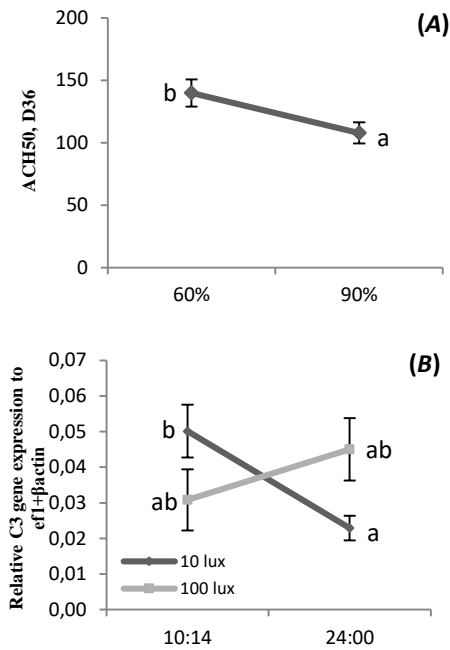 (A)
ACH50, D36
200
150
100
50
0
b
a
60%
90%
(B)
Relative C3 gene expression to
ef1+βactin
0,07
0,06
0,05
0,04
0,03
0,02
0,01
0,00
b
ab
ab
a
10 lux
100 lux
10:14
24:00